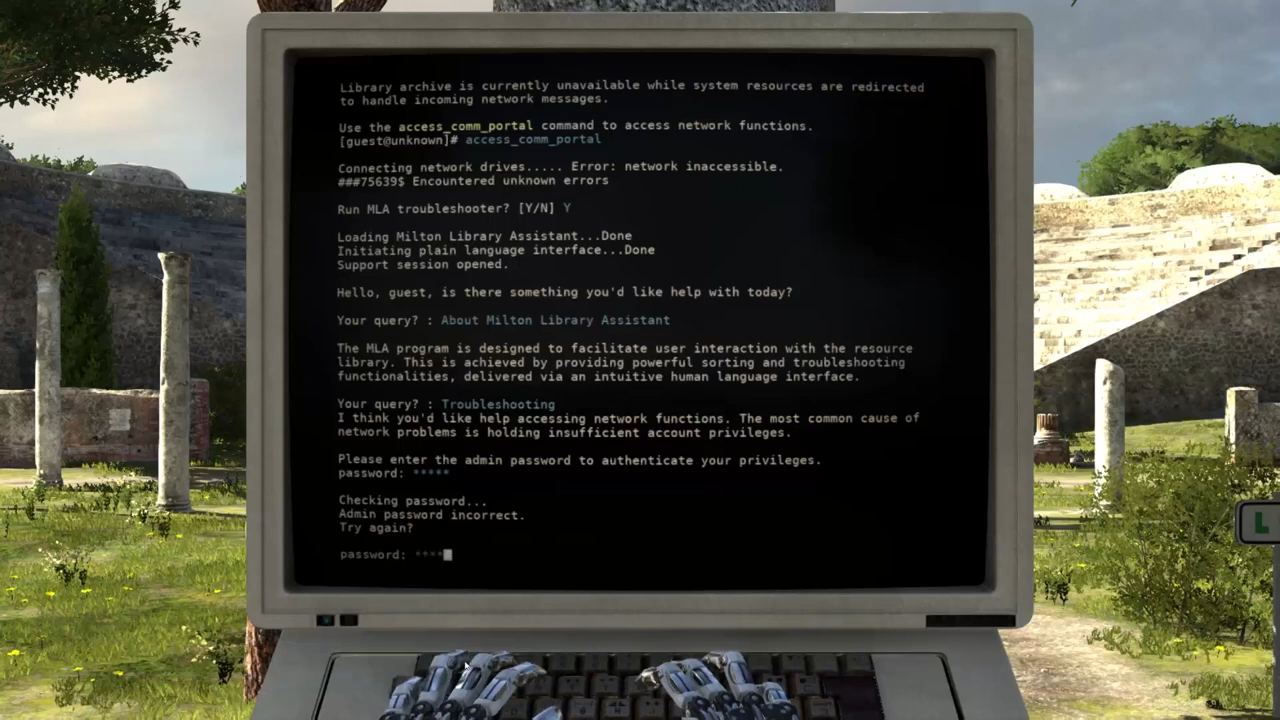 Library archive is currently unavailable while system resources are redirected
to handle incoming network messages.
Use the access_comm_portal command to access network functions.
[guest@unknown]# access_comm_portal
Connecting network drives..... Error: network inaccessible.
###75639$ Encountered unknown errors
Run MLA troubleshooter? [Y/N] Y
Loading Milton Library Assistant...Done
Initiating plain language interface...Done
Support session opened.
Hello, guest, is there something you'd like help with today?
Your query? : About Milton Library Assistant
The MLA program is designed to facilitate user interaction with the resource
library. This is achieved by providing powerful sorting and troubleshooting
functionalities, delivered via an intuitive human language interface.
Your query? : Troubleshooting
I think you'd like help accessing network functions. The most common cause of
network problems is holding insufficient account privileges.
Please enter the admin password to authenticate your privileges.
password: *****
Checking password...
Admin password incorrect.
Try again?
password: ****
L